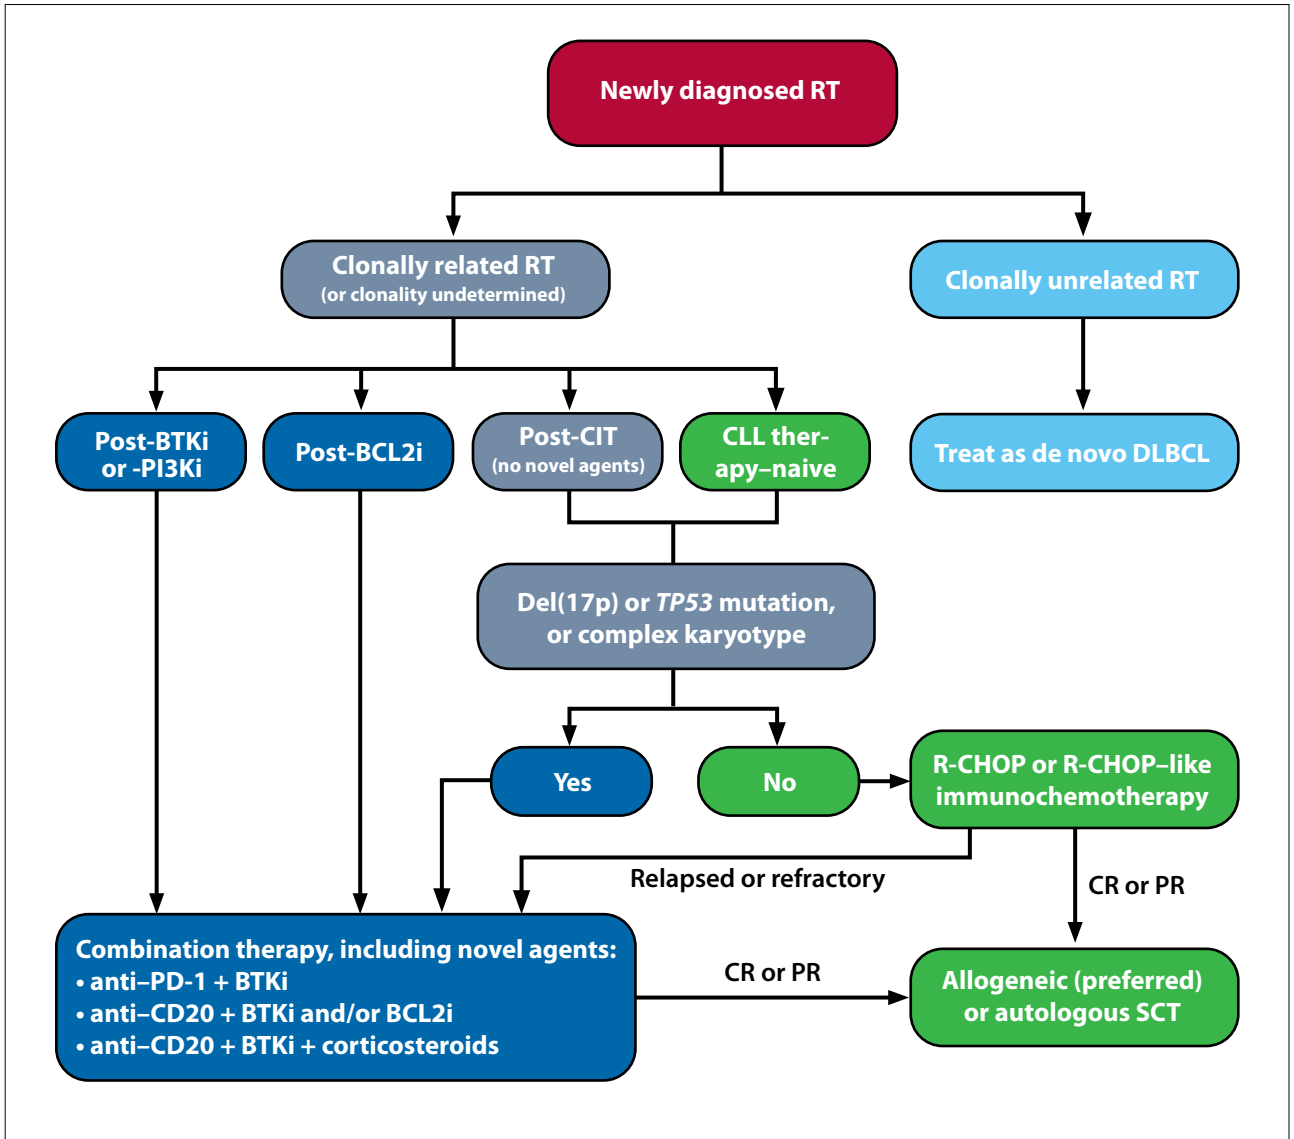 Newly diagnosed RT
Clonally related RT
(or clonality undetermined)
Clonally unrelated RT
Post-BTKi
or -PI3Ki
Post-BCL2i
Post-CIT
(no novel agents)
CLL ther-
apy–naive
Treat as de novo DLBCL
Del(17p) or TP53 mutation,
or complex karyotype
Yes
No
R-CHOP or R-CHOP–like
immunochemotherapy
Relapsed or refractory
CR or PR
Combination therapy, including novel agents:
• anti–PD-1 + BTKi
• anti–CD20 + BTKi and/or BCL2i
• anti–CD20 + BTKi + corticosteroids
CR or PR
Allogeneic (preferred)
or autologous SCT